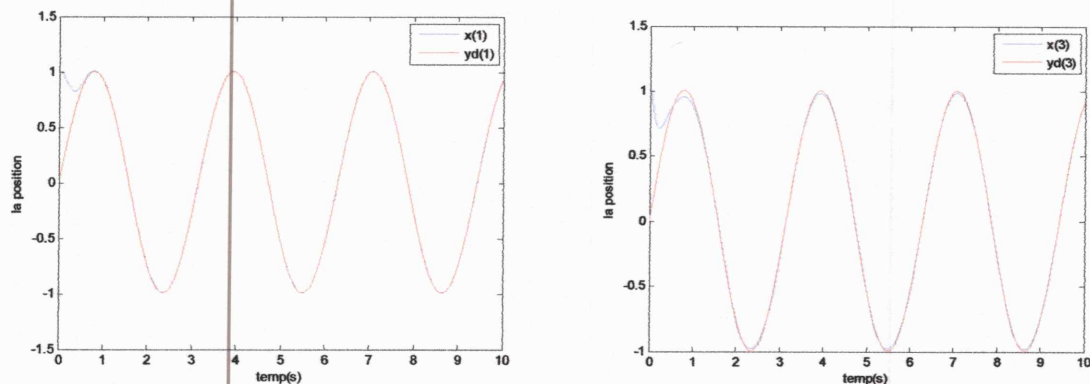 1.5
1
0.5
0
-0.5
-1
-1.5
la position
x(1)
yd(1)
0 1 2 3 4 5 6 7 8 9 10
temp(s)
1.5
1
0.5
0
-0.5
-1
la position
x(3)
yd(3)
0 1 2 3 4 5 6 7 8 9 10
temp(s)